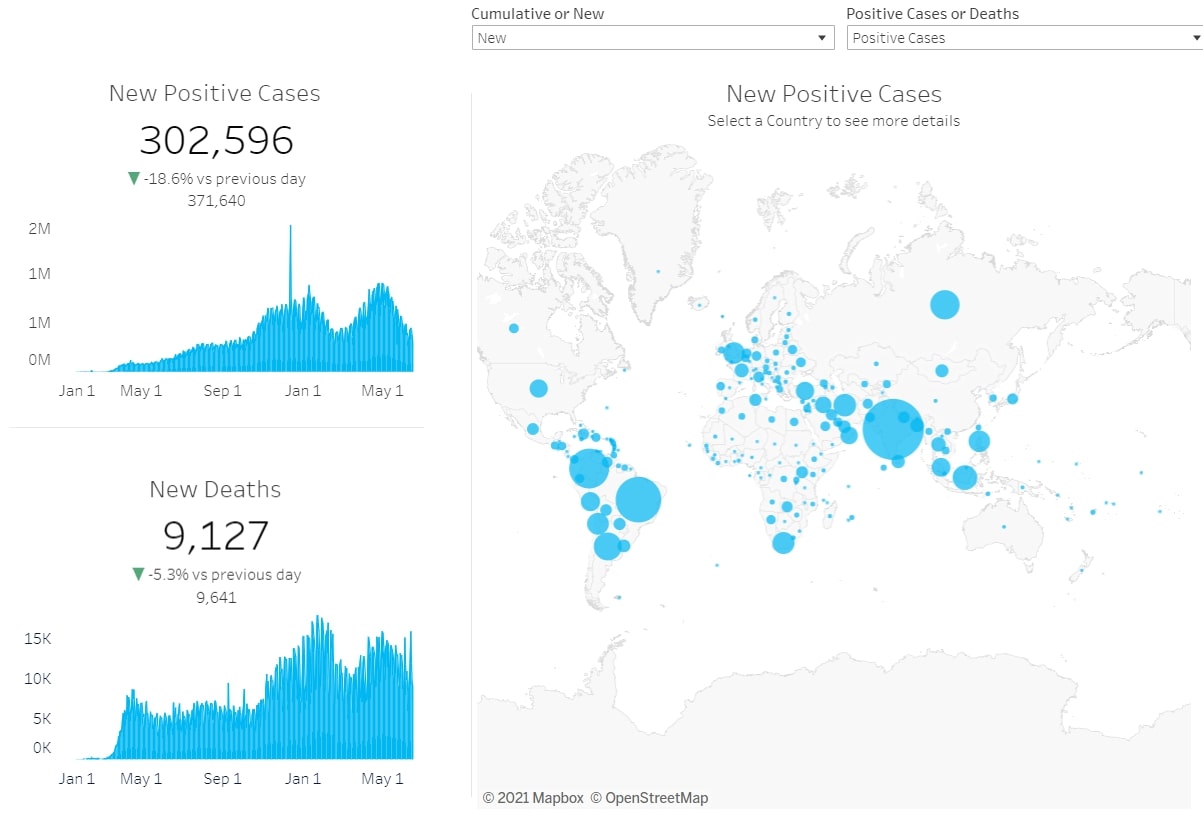 Cumulative or New
New
Positive Cases or Deaths
Positive Cases
New Positive Cases
302,596
▼ -18.6% vs previous day
371,640
2M
1M
1M
0M
Jan 1 May 1 Sep 1 Jan 1 May 1
New Deaths
9,127
▼ -5.3% vs previous day
9,641
15K
10K
5K
0K
Jan 1 May 1 Sep 1 Jan 1 May 1
New Positive Cases
Select a Country to see more details
© 2021 Mapbox © OpenStreetMap